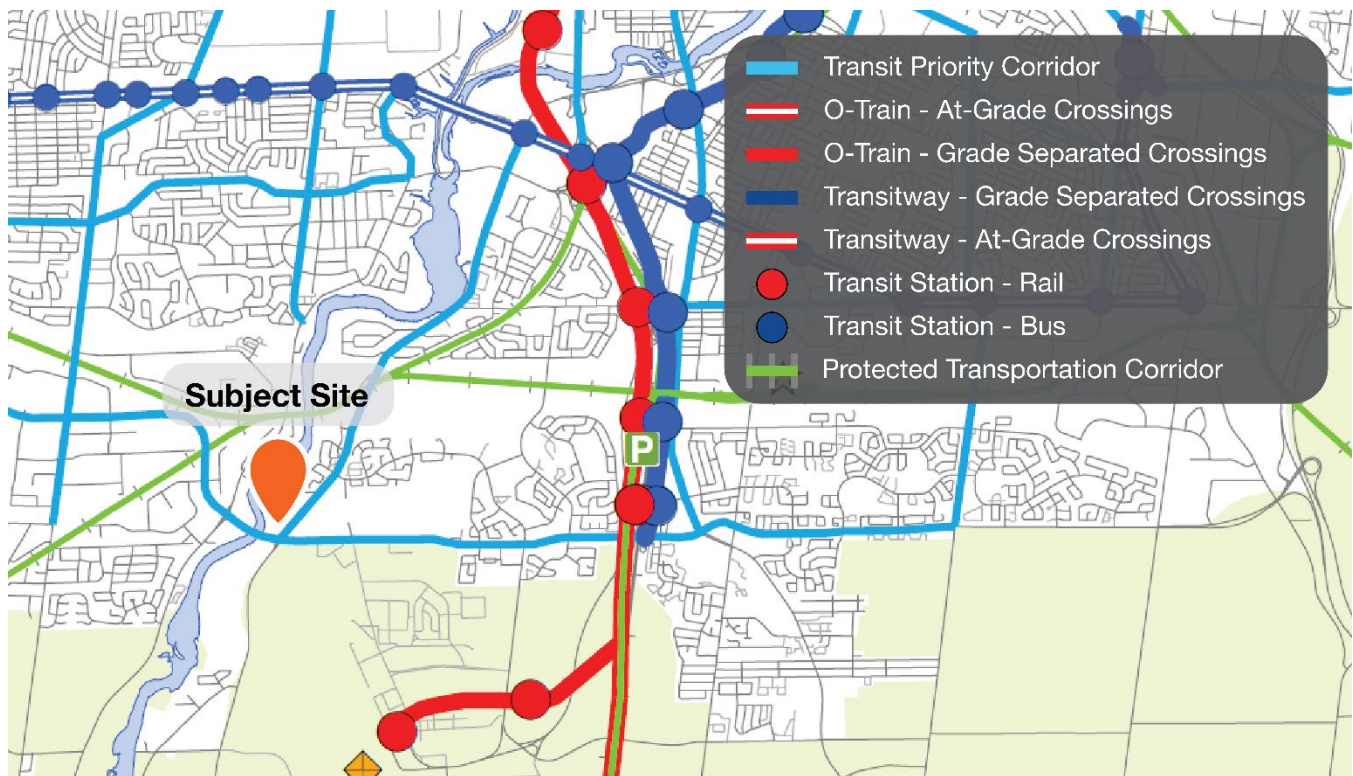 Transit Priority Corridor
O-Train - At-Grade Crossings
O-Train - Grade Separated Crossings
Transitway - Grade Separated Crossings
Transitway - At-Grade Crossings
Transit Station - Rail
Transit Station - Bus
Protected Transportation Corridor
Subject Site
P